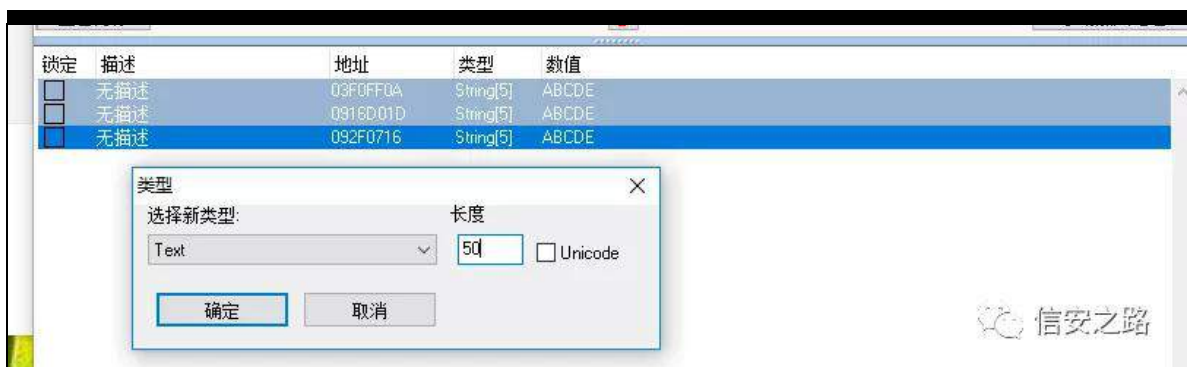 锁定 描述 地址 类型 数值
无描述 03F0FF0A String[5] ABCDE
无描述 0916D01D String[5] ABCDE
无描述 092F0716 String[5] ABCDE
类型
选择新类型: 长度
Text 50 Unicode
确定 取消
信安之路